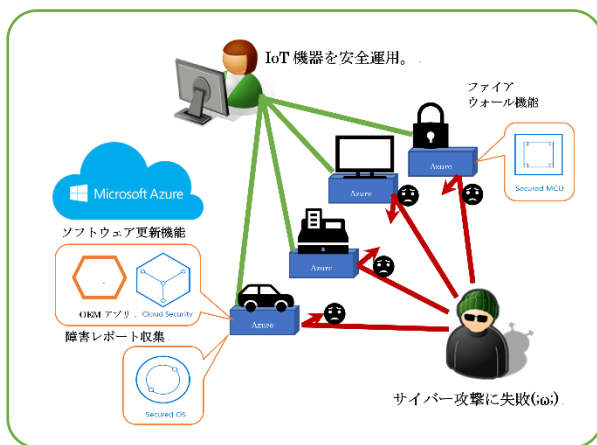 IoT 機器を安全運用。
ファイア
ウォール機能
Azure
Secured MCU
Azure
Microsoft Azure
ソフトウェア更新機能
Azure
OEM アプリ
Cloud Security
Azure
障害レポート収集
Secured OS
サイバー攻撃に失敗(;ω;)